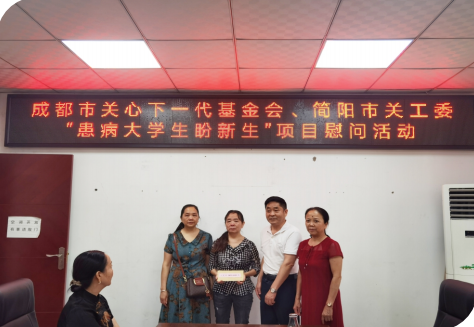 成都市关心下一代基金会、简阳市关工委
“患病大学生盼新生”项目慰问活动